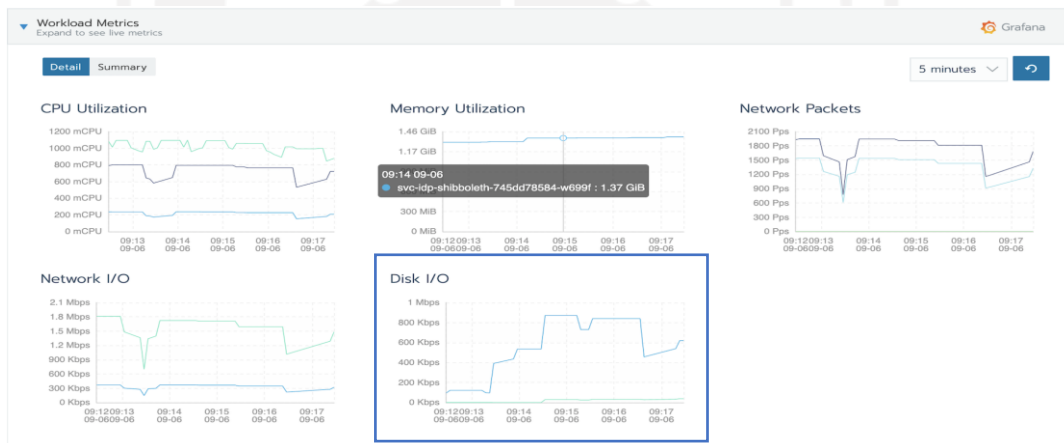 Workload Metrics
Expand to see live metrics
Grafana
Detail Summary
5 minutes
CPU Utilization
1200 mCPU
1000 mCPU
800 mCPU
600 mCPU
400 mCPU
200 mCPU
0 mCPU
09:13 09:14 09:15 09:16 09:17
09-06 09-06 09-06 09-06 09-06
Memory Utilization
1.46 GiB
1.17 GiB
09:14 09-06
svc-idp-shibboleth-745dd78584-w699f : 1.37 GiB
300 MiB
0 MiB
09:1209:13 09:14 09:15 09:16 09:17
09-0609-06 09-06 09-06 09-06 09-06
Network Packets
2100 Pps
1800 Pps
1500 Pps
1200 Pps
900 Pps
600 Pps
300 Pps
0 Pps
09:1209:13 09:14 09:15 09:16 09:17
09-0609-06 09-06 09-06 09-06 09-06
Network I/O
2.1 Mbps
1.8 Mbps
1.5 Mbps
1.2 Mbps
900 Kbps
600 Kbps
300 Kbps
0 Kbps
09:1209:13 09:14 09:15 09:16 09:17
09-0609-06 09-06 09-06 09-06 09-06
Disk I/O
1 Mbps
800 Kbps
600 Kbps
400 Kbps
200 Kbps
0 Kbps
09:1209:13 09:14 09:15 09:16 09:17
09-0609-06 09-06 09-06 09-06 09-06